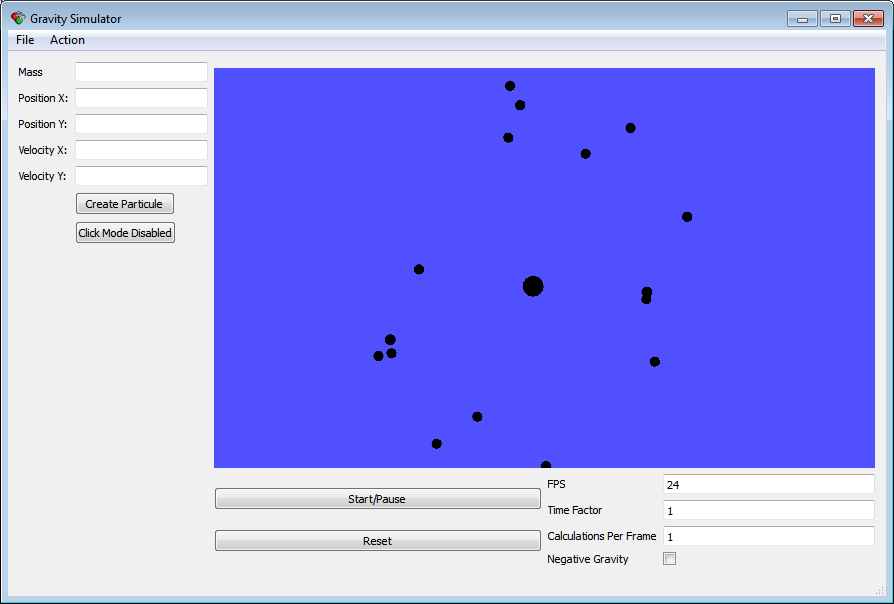 Gravity Simulator
File Action
Mass
Position X:
Position Y:
Velocity X:
Velocity Y:
Create Particule
Click Mode Disabled
Start/Pause
Reset
FPS 24
Time Factor 1
Calculations Per Frame 1
Negative Gravity